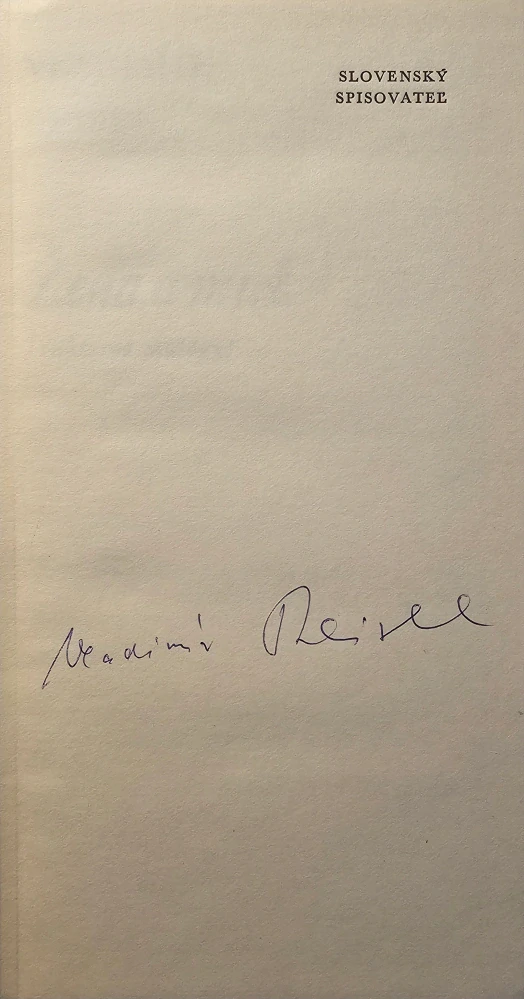 SLOVENSKÝ
SPISOVATEĽ
Vladimír Reisel